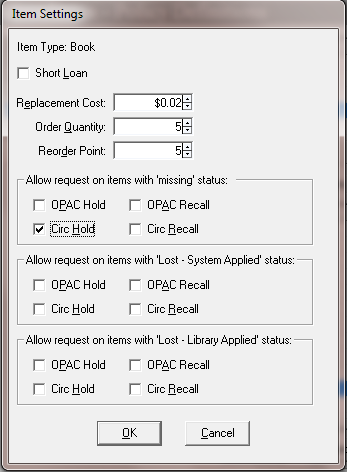 Item Settings
Item Type: Book
Short Loan
Replacement Cost: $0.02
Order Quantity: 5
Reorder Point: 5
Allow request on items with 'missing' status:
OPAC Hold OPAC Recall
Circ Hold Circ Recall
Allow request on items with 'Lost - System Applied' status:
OPAC Hold OPAC Recall
Circ Hold Circ Recall
Allow request on items with 'Lost - Library Applied' status:
OPAC Hold OPAC Recall
Circ Hold Circ Recall
OK Cancel